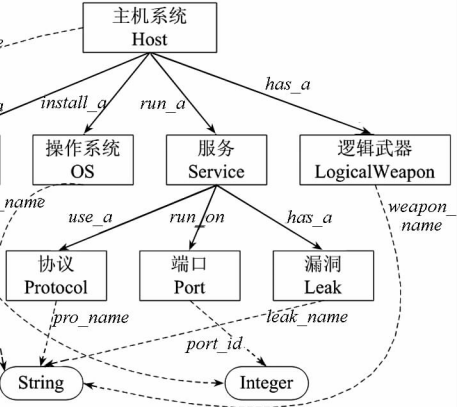 主机系统
Host
has_a
install_a
run_a
操作系统
OS
服务
Service
逻辑武器
LogicalWeapon
_name
weapon_
name
use_a
run_on
has_a
协议
Protocol
端口
Port
漏洞
Leak
pro_name
leak_name
port_id
String
Integer